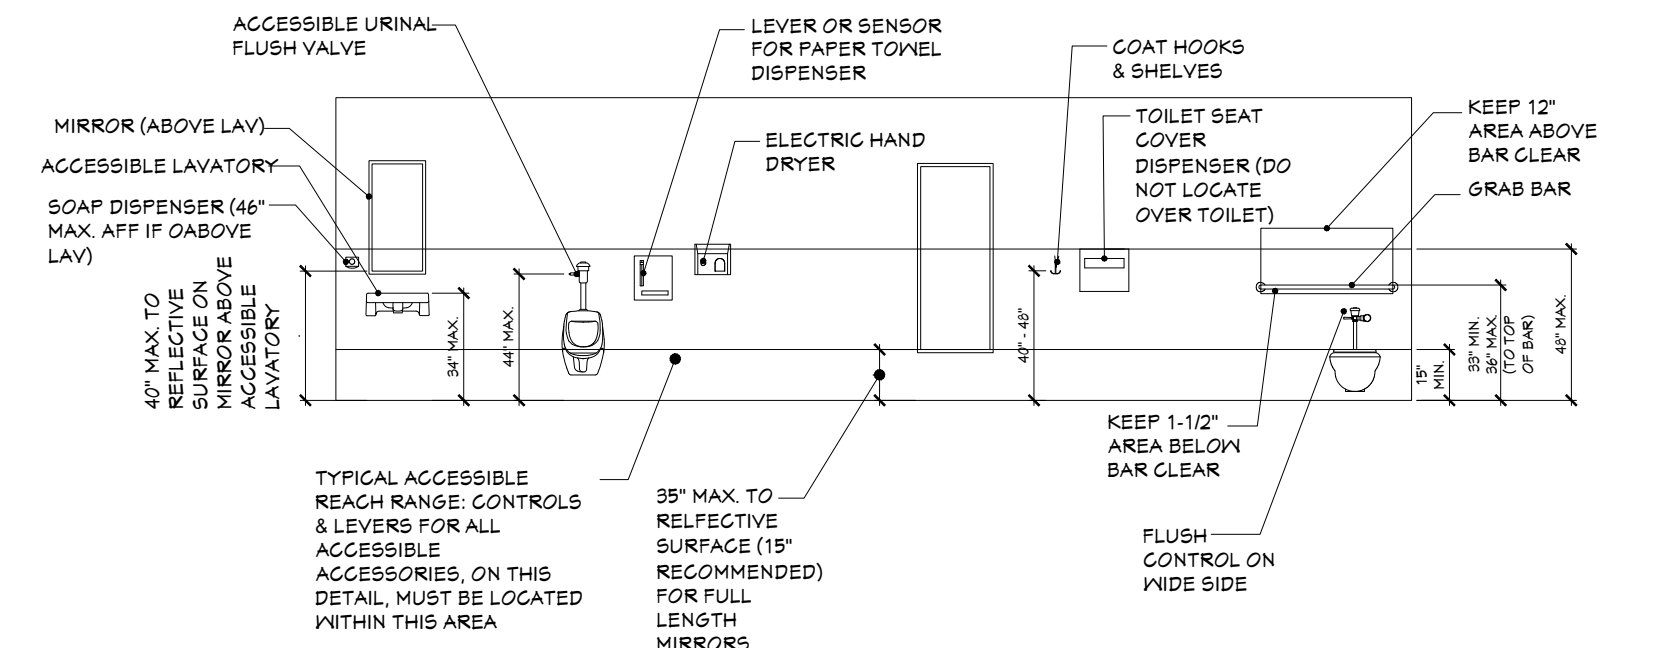 ACCESSIBLE URINAL
FLUSH VALVE
LEVER OR SENSOR
FOR PAPER TOWEL
DISPENSER
COAT HOOKS
& SHELVES
MIRROR (ABOVE LAV)
ACCESSIBLE LAVATORY
SOAP DISPENSER (46"
MAX. AFF IF OABOVE
LAV)
ELECTRIC HAND
DRYER
TOILET SEAT
COVER
DISPENSER (DO
NOT LOCATE
OVER TOILET)
KEEP 12"
AREA ABOVE
BAR CLEAR
GRAB BAR
40" MAX. TO
REFLECTIVE
SURFACE ON
MIRROR ABOVE
ACCESSIBLE
LAVATORY
34" MAX.
44" MAX.
40" - 48"
15"
MIN.
33" MIN.
36" MAX.
(TO TOP
OF BAR)
48" MAX.
KEEP 1-1/2"
AREA BELOW
BAR CLEAR
TYPICAL ACCESSIBLE
REACH RANGE: CONTROLS
& LEVERS FOR ALL
ACCESSIBLE
ACCESSORIES, ON THIS
DETAIL, MUST BE LOCATED
WITHIN THIS AREA
35" MAX. TO
RELFECTIVE
SURFACE (15"
RECOMMENDED)
FOR FULL
LENGTH
MIRRORS
FLUSH
CONTROL ON
WIDE SIDE